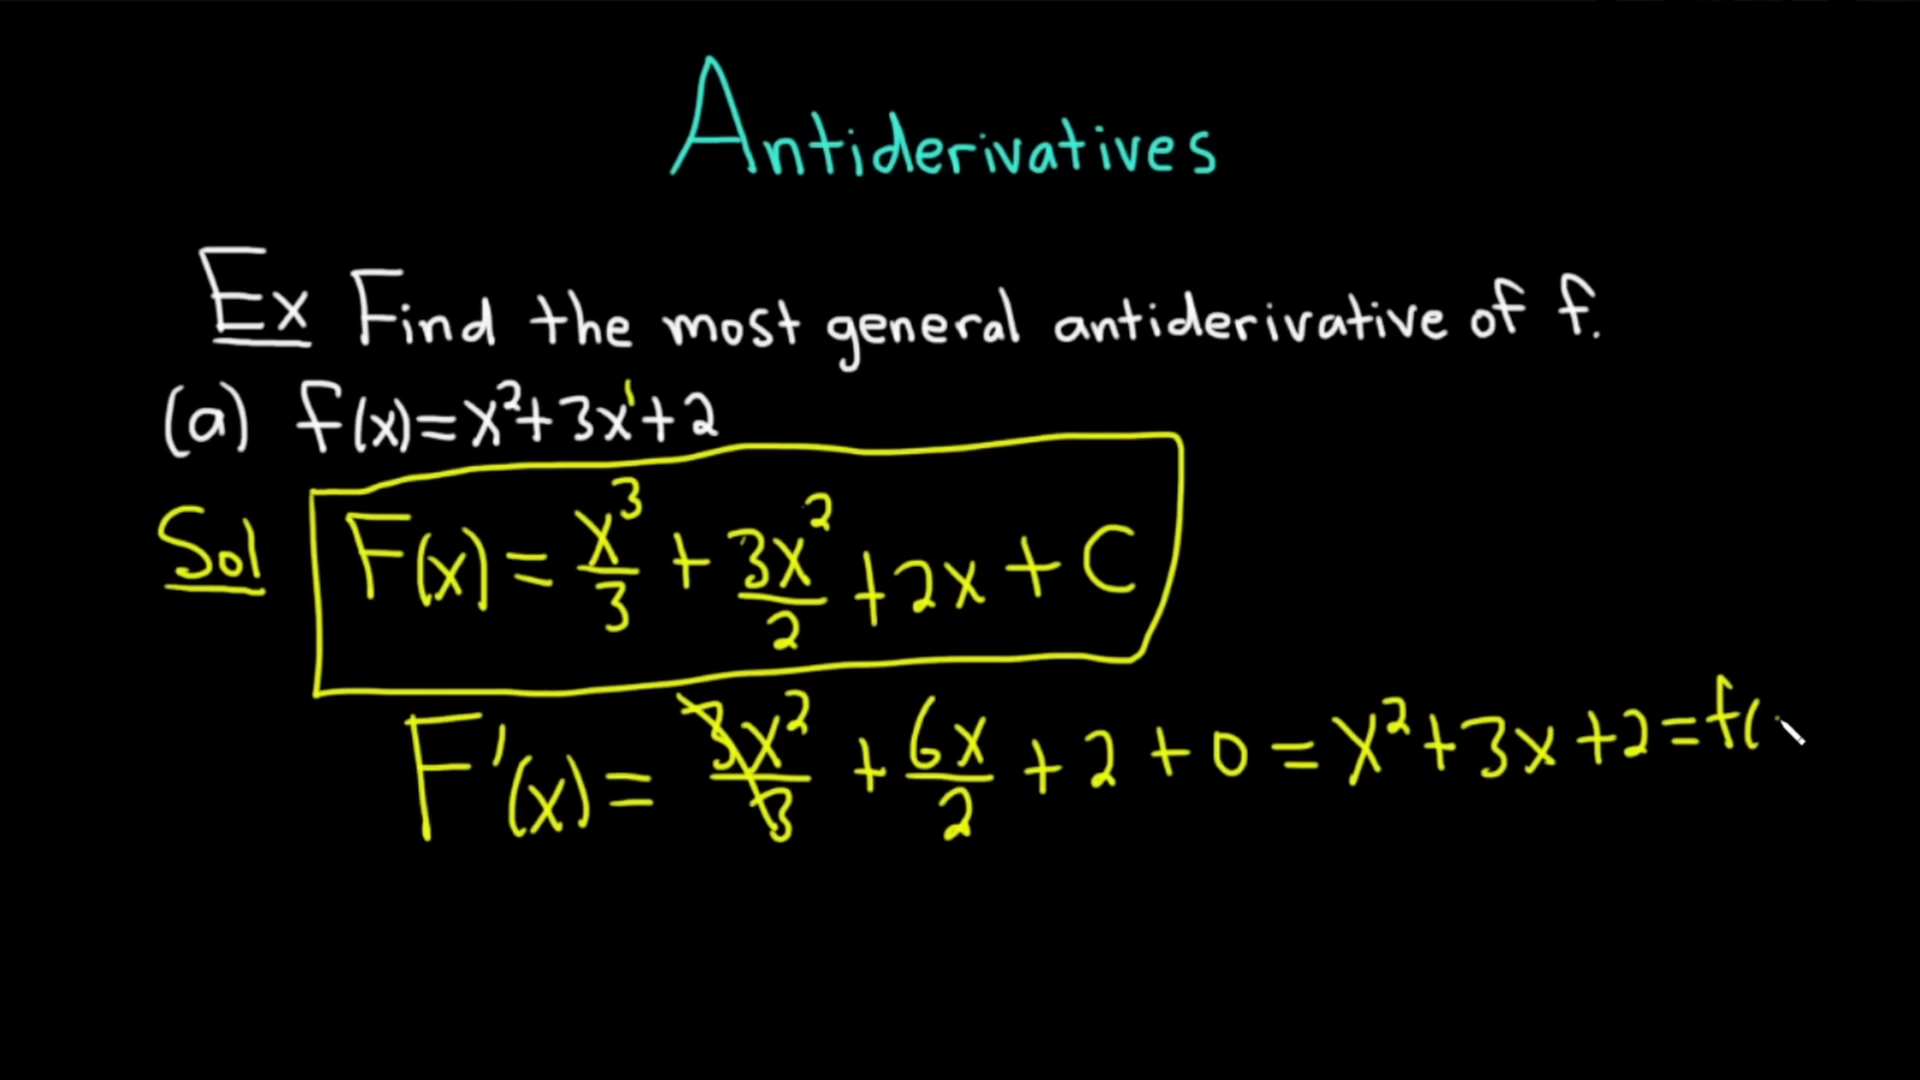 Antiderivatives
Ex Find the most general antiderivative of f.
(a) f(x)=x²+3x¹+2
Sol F(x) = x³/3 + 3x²/2 + 2x + C
F'(x) = 3x²/3 + 6x/2 + 2 + 0 = x²+3x+2=f(